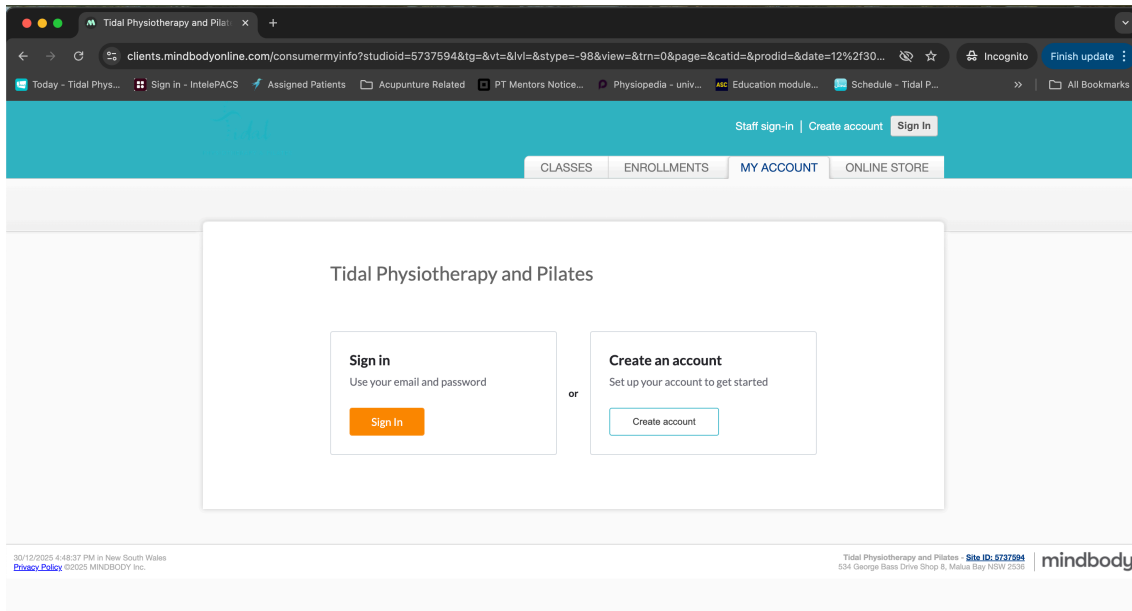 Tidal Physiotherapy and Pilat
clients.mindbodyonline.com/consumermyinfo?studioid=5737594&tg=&vt=&lvl=&stype=-98&view=&trn=0&page=&catid=&prodid=&date=12%2f30...
Incognito
Finish update
Today - Tidal Phys...
Sign in - IntelePACS
Assigned Patients
Acupunture Related
PT Mentors Notice...
Physiopedia - univ...
ASC Education module...
Schedule - Tidal P...
All Bookmarks
Tidal
Staff sign-in | Create account Sign In
CLASSES ENROLLMENTS MY ACCOUNT ONLINE STORE
Tidal Physiotherapy and Pilates
Sign in
Use your email and password
Sign In
or
Create an account
Set up your account to get started
Create account
30/12/2025 4:48:37 PM in New South Wales
Privacy Policy ©2025 MINDBODY Inc.
Tidal Physiotherapy and Pilates - Site ID: 5737594
534 George Bass Drive Shop 8, Malua Bay NSW 2536
mindbody